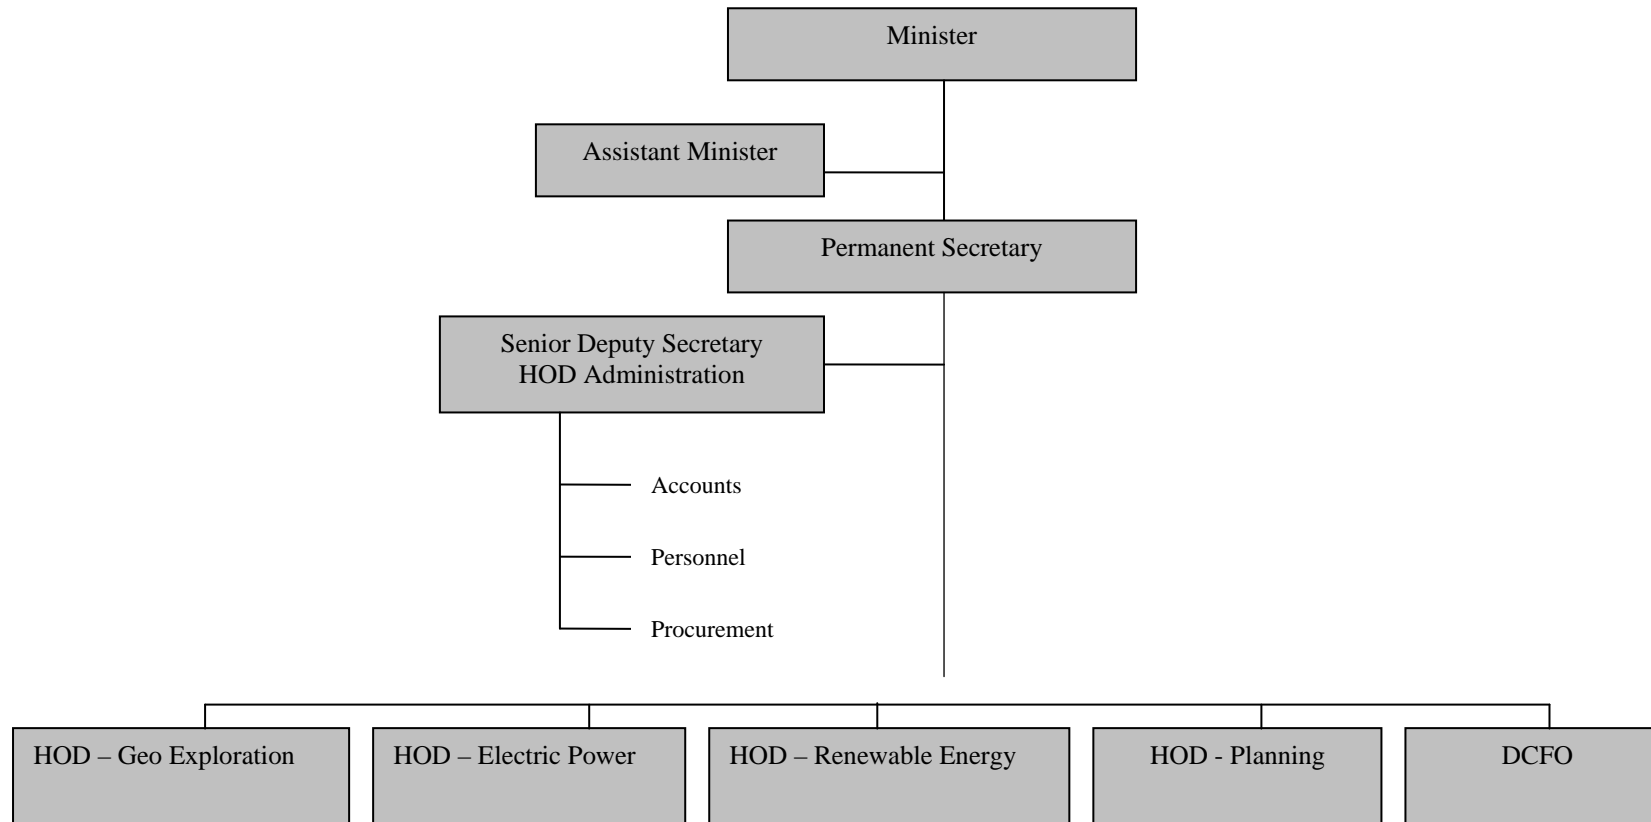 Minister
Assistant Minister
Permanent Secretary
Senior Deputy Secretary
HOD Administration
Accounts
Personnel
Procurement
HOD – Geo Exploration
HOD – Electric Power
HOD – Renewable Energy
HOD - Planning
DCFO